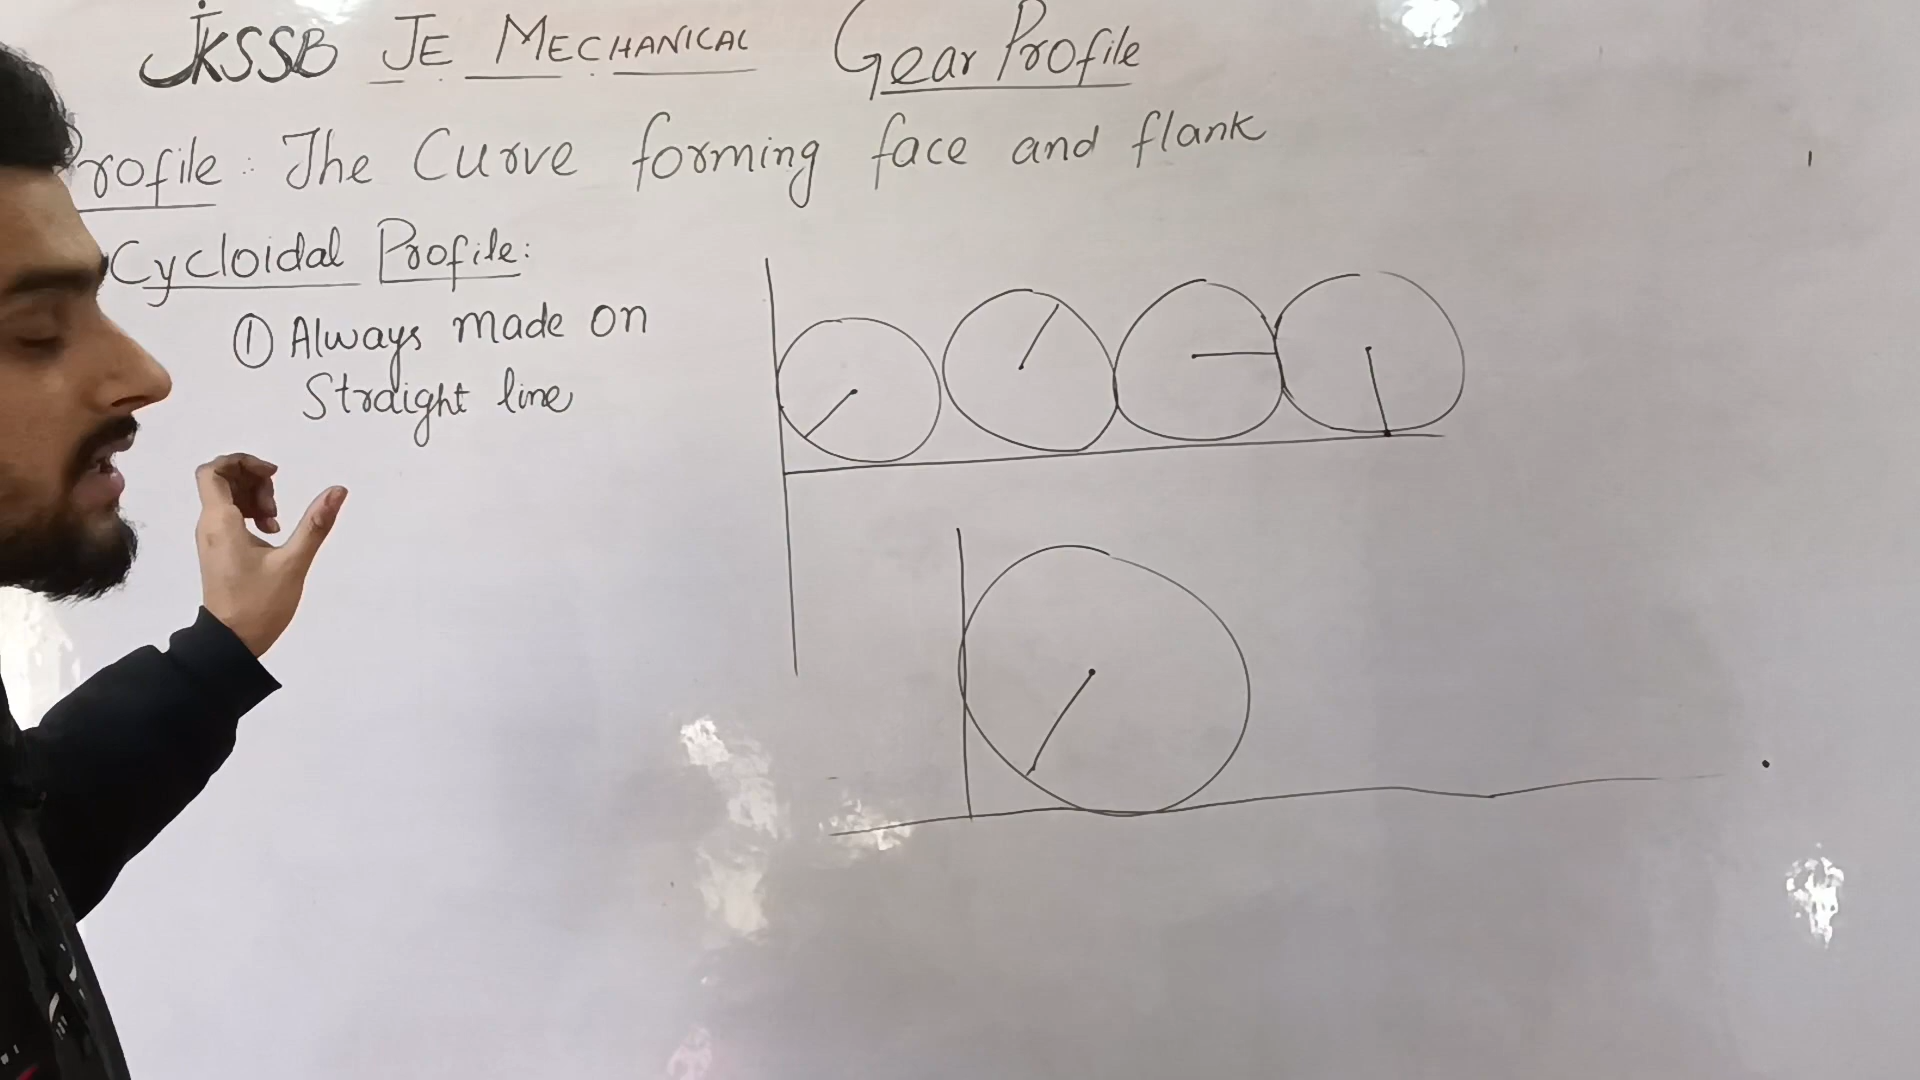 JKSSB JE MECHANICAL Gear Profile
Profile: The Curve forming face and flank
Cycloidal Profile:
① Always made on
Straight line